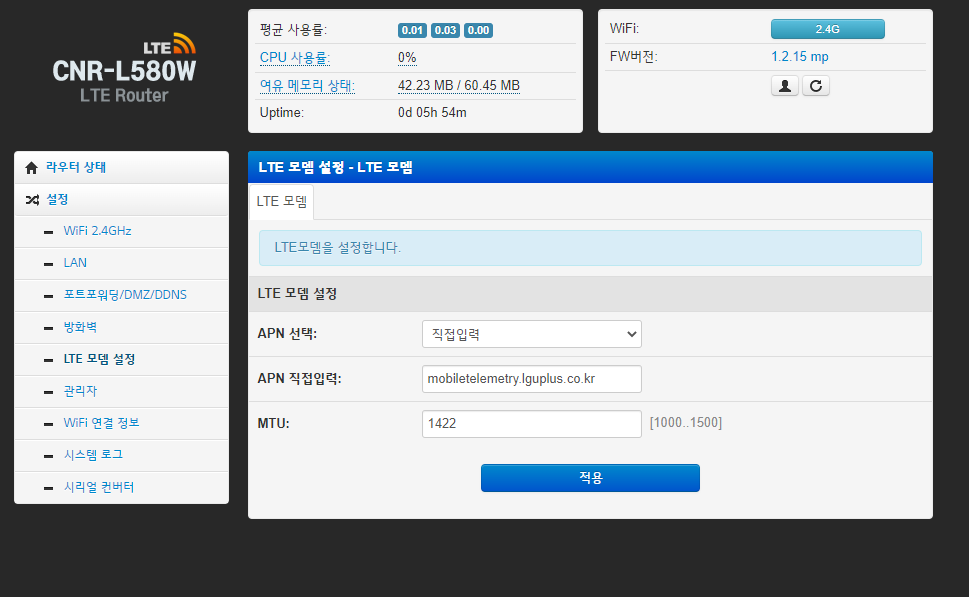 LTE
CNR-L580W
LTE Router
평균 사용률: 0.01 0.03 0.00
CPU 사용률: 0%
여유 메모리 상태: 42.23 MB / 60.45 MB
Uptime: 0d 05h 54m
WiFi: 2.4G
FW버전: 1.2.15 mp
라우터 상태
설정
WiFi 2.4GHz
LAN
포트포워딩/DMZ/DDNS
방화벽
LTE 모뎀 설정
관리자
WiFi 연결 정보
시스템 로그
시리얼 컨버터
LTE 모뎀 설정 - LTE 모뎀
LTE 모뎀
LTE모뎀을 설정합니다.
LTE 모뎀 설정
APN 선택: 직접입력
APN 직접입력: mobiletelemetry.lguplus.co.kr
MTU: 1422 [1000..1500]
적용